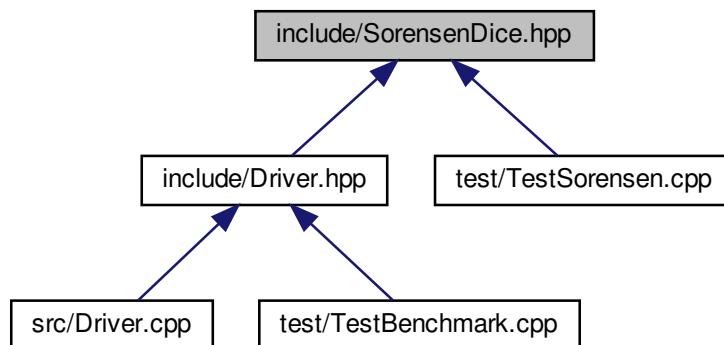 include/SorensenDice.hpp
include/Driver.hpp
test/TestSorensen.cpp
src/Driver.cpp
test/TestBenchmark.cpp